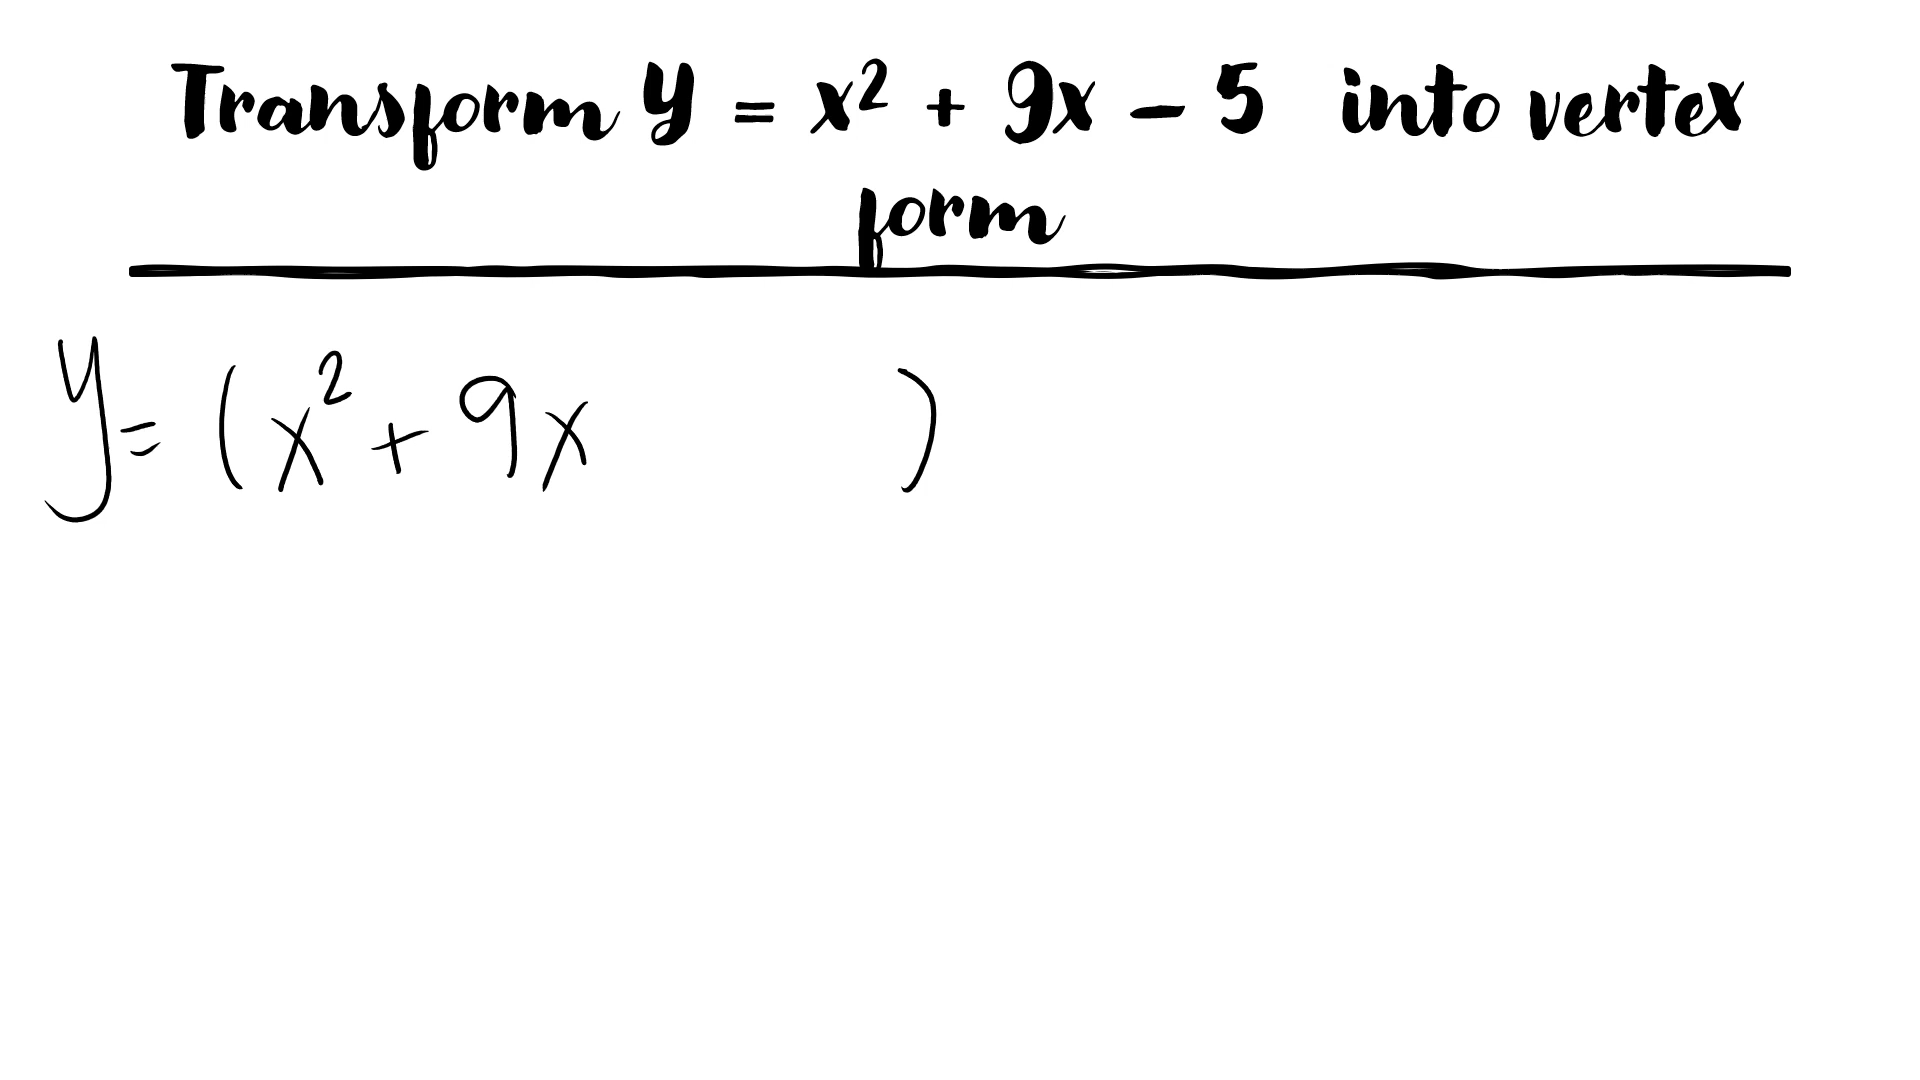 Transform y = x² + 9x – 5 into vertex
form
y= (x² + 9x )